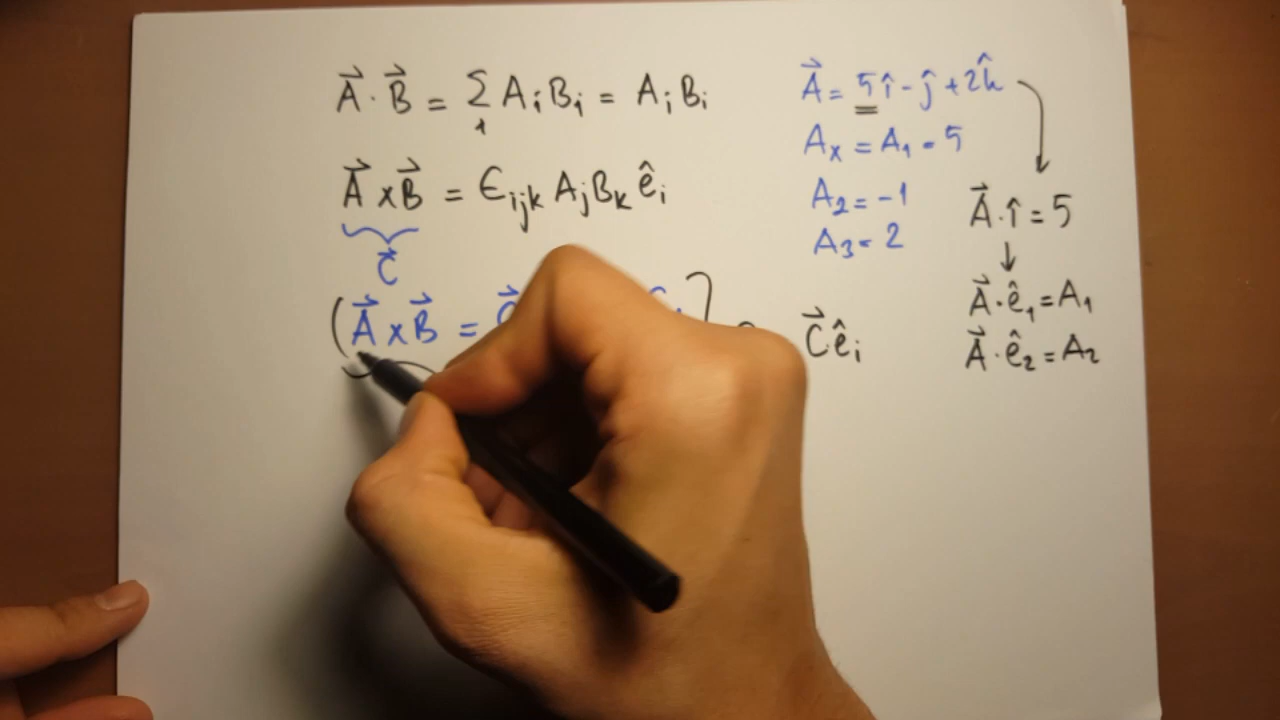 A⃗ · B⃗ = Σ AᵢBᵢ = AᵢBᵢ
1
A⃗ × B⃗ = ϵᵢⱼₖ AⱼBₖ êᵢ
C⃗
(A⃗ × B⃗ = C⃗
C⃗ êᵢ
A⃗ = 5î - ĵ + 2k̂
Aₓ = A₁ = 5
A₂ = -1
A₃ = 2
A⃗ · î = 5
↓
A⃗ · ê₁ = A₁
A⃗ · ê₂ = A₂